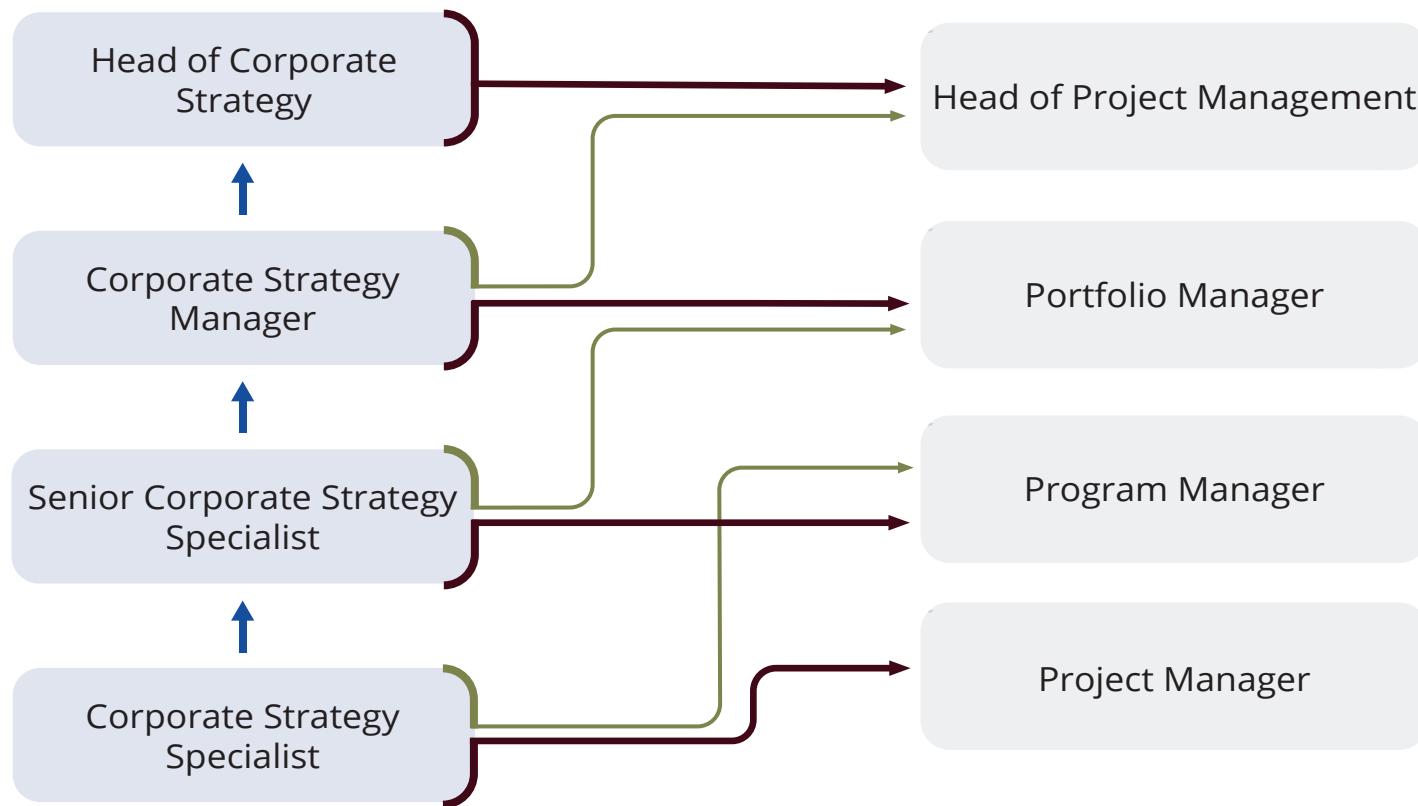 Head of Corporate
Strategy
Head of Project Management
Corporate Strategy
Manager
Portfolio Manager
Senior Corporate Strategy
Specialist
Program Manager
Corporate Strategy
Specialist
Project Manager